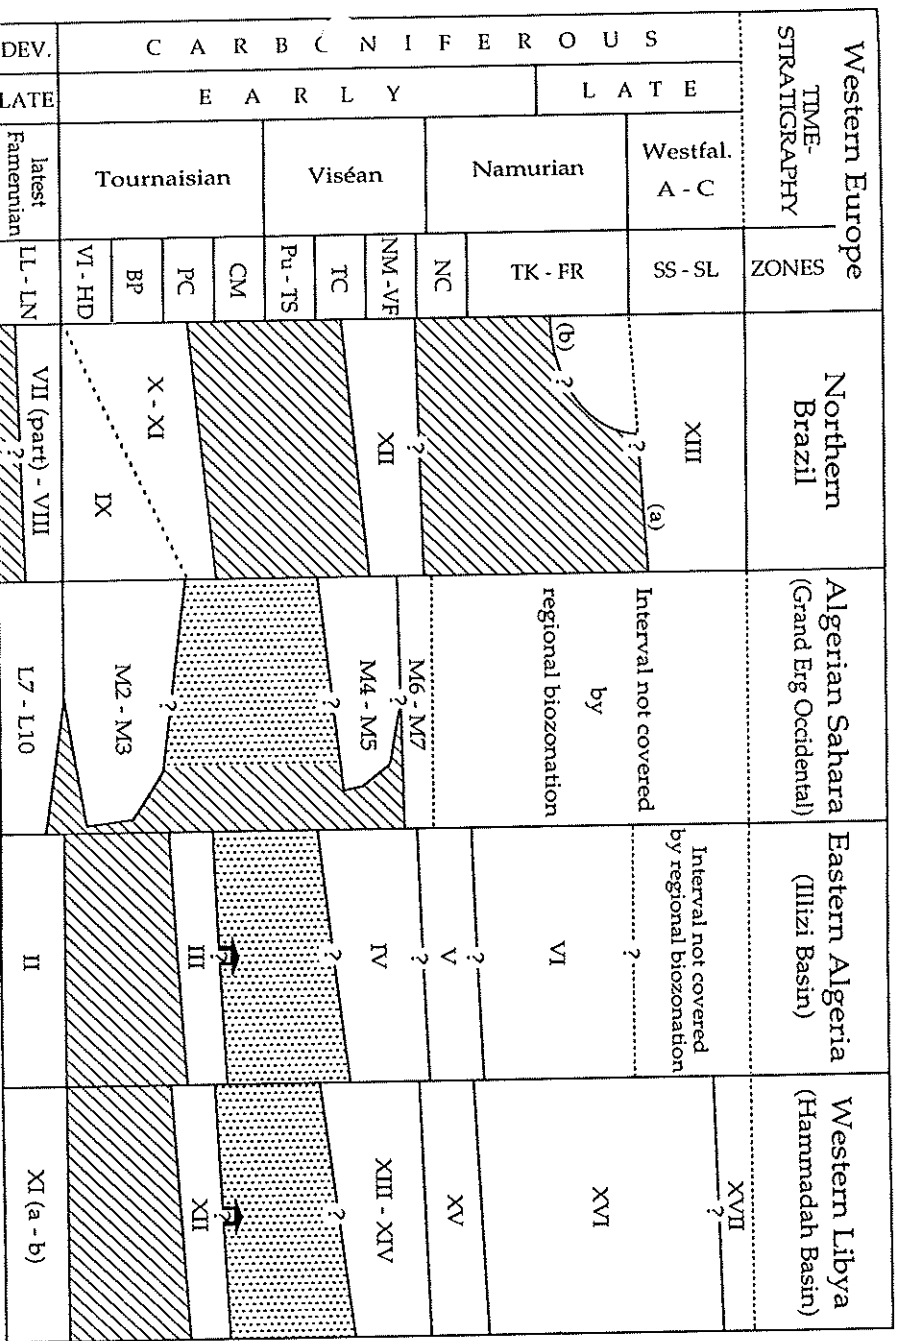 Western Europe
TIME-
STRATIGRAPHY
ZONES
Northern
Brazil
Algerian Sahara
(Grand Erg Occidental)
Eastern Algeria
(Illizi Basin)
Western Libya
(Hammadah Basin)
CARBONIFEROUS
DEV.
LATE
EARLY
LATE
Westfal.
A - C
Namurian
Viséan
Tournaisian
latest
Famennian
SS - SL
TK - FR
NC
NM - VF
TC
Pu - TS
CM
PC
BP
VI - HD
LL - LN
XIII
(a)
(b)
?
?
?
XII
X - XI
IX
VII (part) - VIII
?
Interval not covered
by
regional biozonation
M6 - M7
?
M4 - M5
?
?
M2 - M3
L7 - L10
Interval not covered
by regional biozonation
?
VI
?
V
?
IV
?
?
III
II
XVII
?
XVI
XV
XIII - XIV
?
?
XII
XI (a - b)